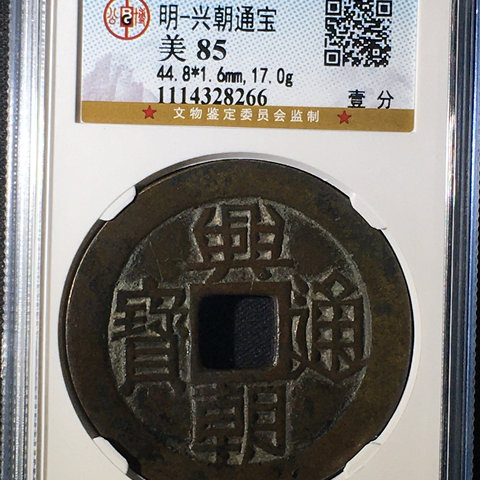 明-兴朝通宝
美 85
44.8*1.6mm,17.0g
1114328266
壹 分
★ 文物鉴定委员会监制 ★
興
朝
通
寶